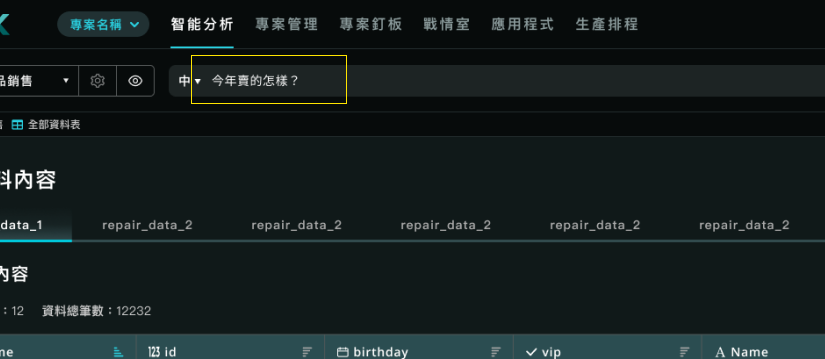 專案名稱 智能分析 專案管理 專案釘板 戰情室 應用程式 生產排程
品銷售 中 今年賣的怎樣？
全部資料表
料內容
data_1 repair_data_2 repair_data_2 repair_data_2 repair_data_2 repair_data_2
內容
：12 資料總筆數：12232
me 123 id birthday vip A Name